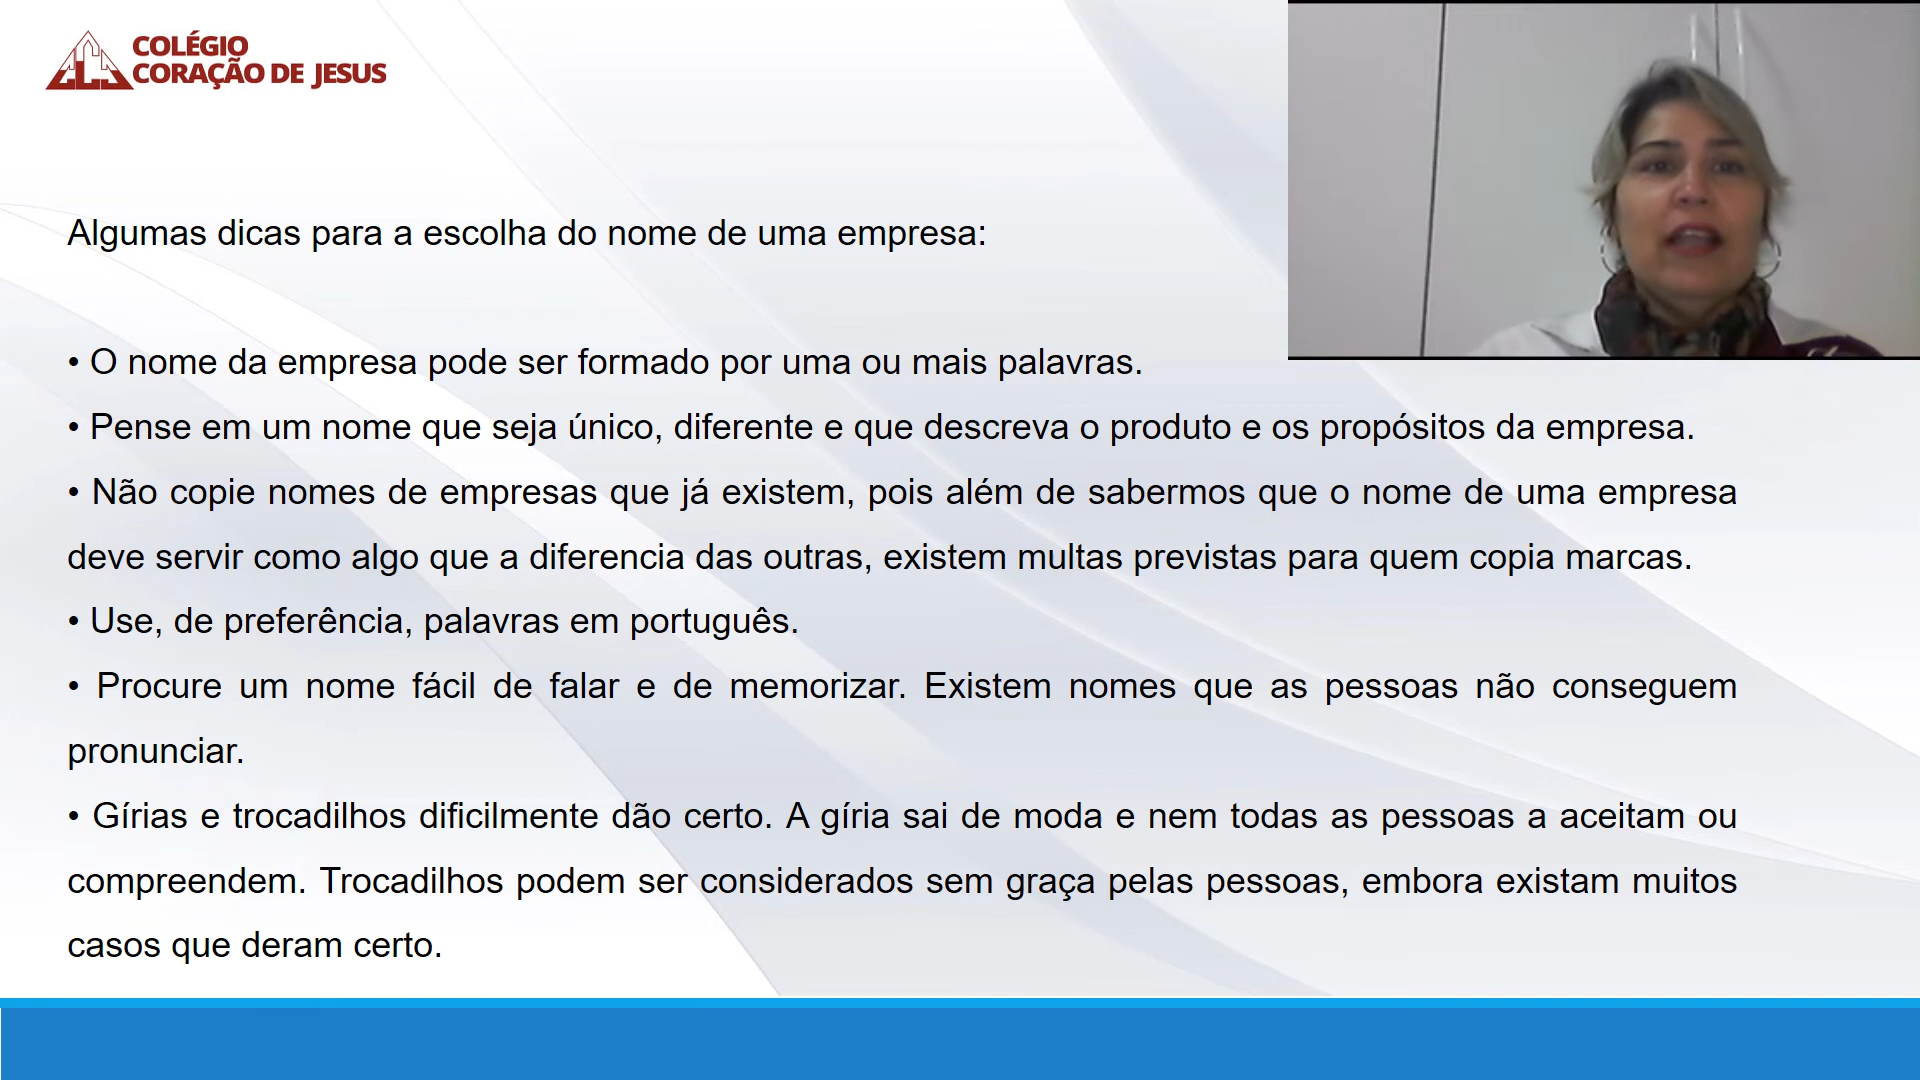 COLÉGIO
CORAÇÃO DE JESUS
Algumas dicas para a escolha do nome de uma empresa:
• O nome da empresa pode ser formado por uma ou mais palavras.
• Pense em um nome que seja único, diferente e que descreva o produto e os propósitos da empresa.
• Não copie nomes de empresas que já existem, pois além de sabermos que o nome de uma empresa
deve servir como algo que a diferencia das outras, existem multas previstas para quem copia marcas.
• Use, de preferência, palavras em português.
• Procure um nome fácil de falar e de memorizar. Existem nomes que as pessoas não conseguem
pronunciar.
• Gírias e trocadilhos dificilmente dão certo. A gíria sai de moda e nem todas as pessoas a aceitam ou
compreendem. Trocadilhos podem ser considerados sem graça pelas pessoas, embora existam muitos
casos que deram certo.